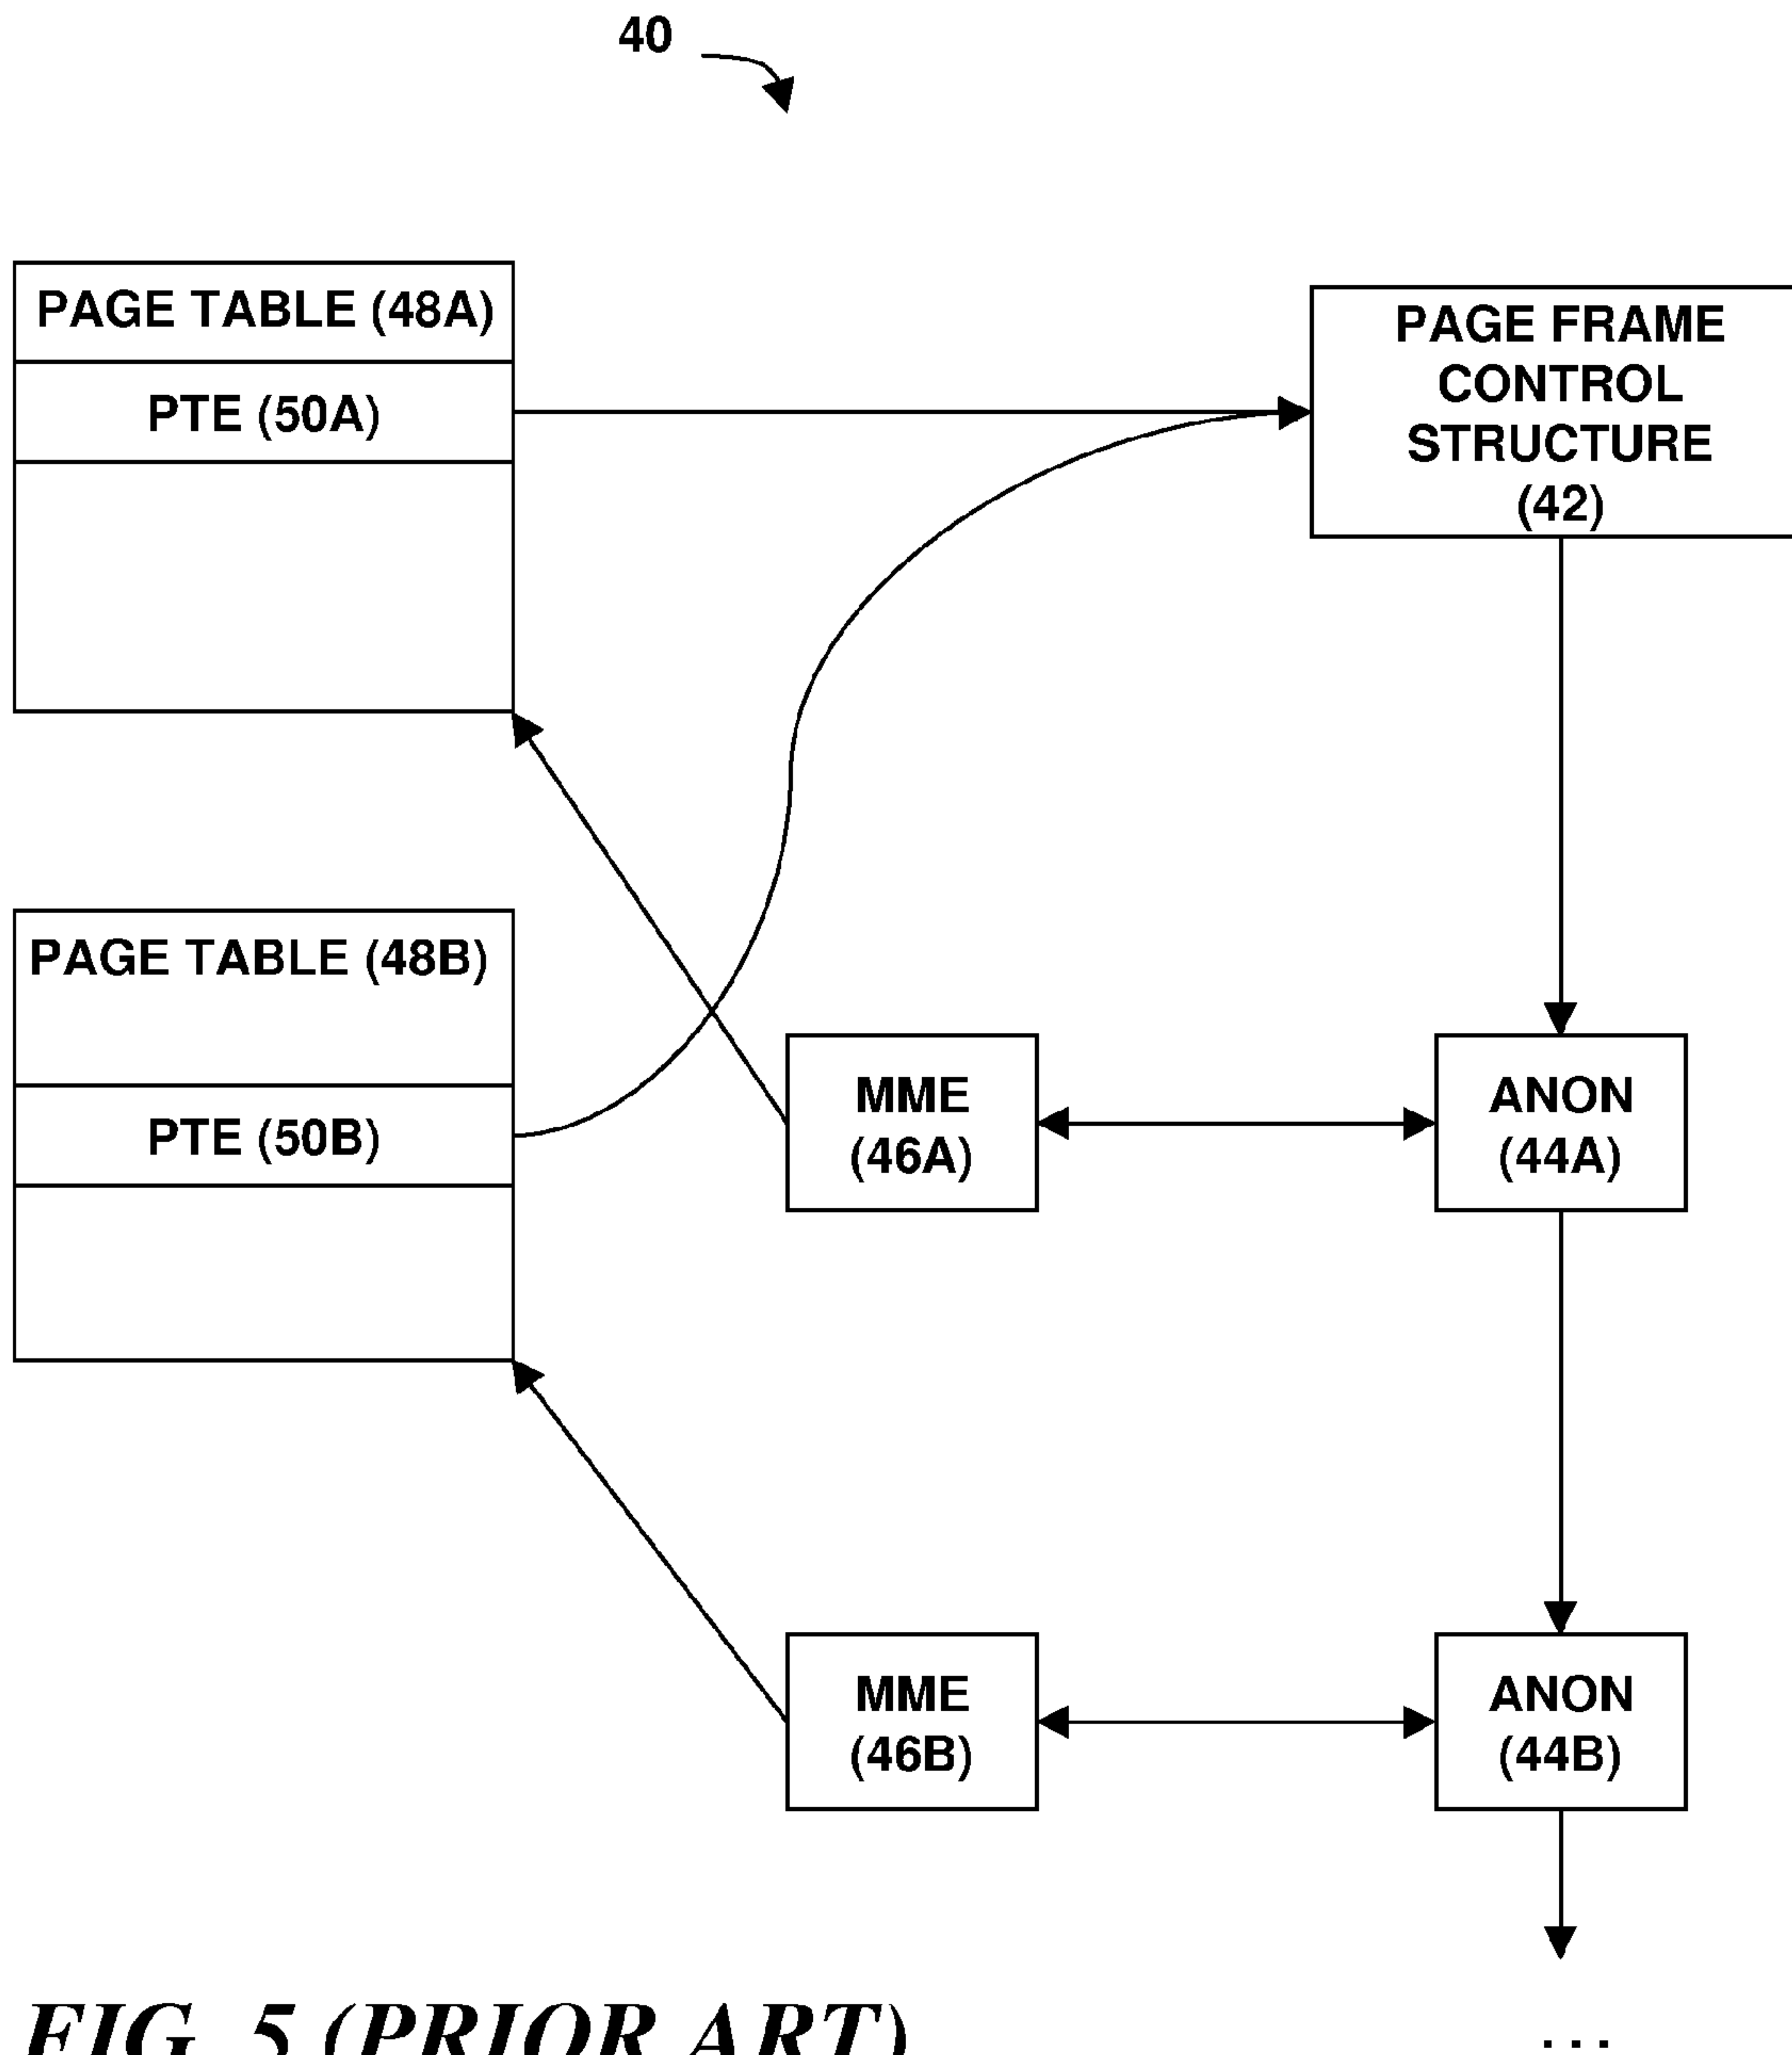 40
PAGE TABLE (48A)
PTE (50A)
PAGE FRAME
CONTROL
STRUCTURE
(42)
PAGE TABLE (48B)
PTE (50B)
MME
(46A)
ANON
(44A)
MME
(46B)
ANON
(44B)
...
FIG. 5 (PRIOR ART)